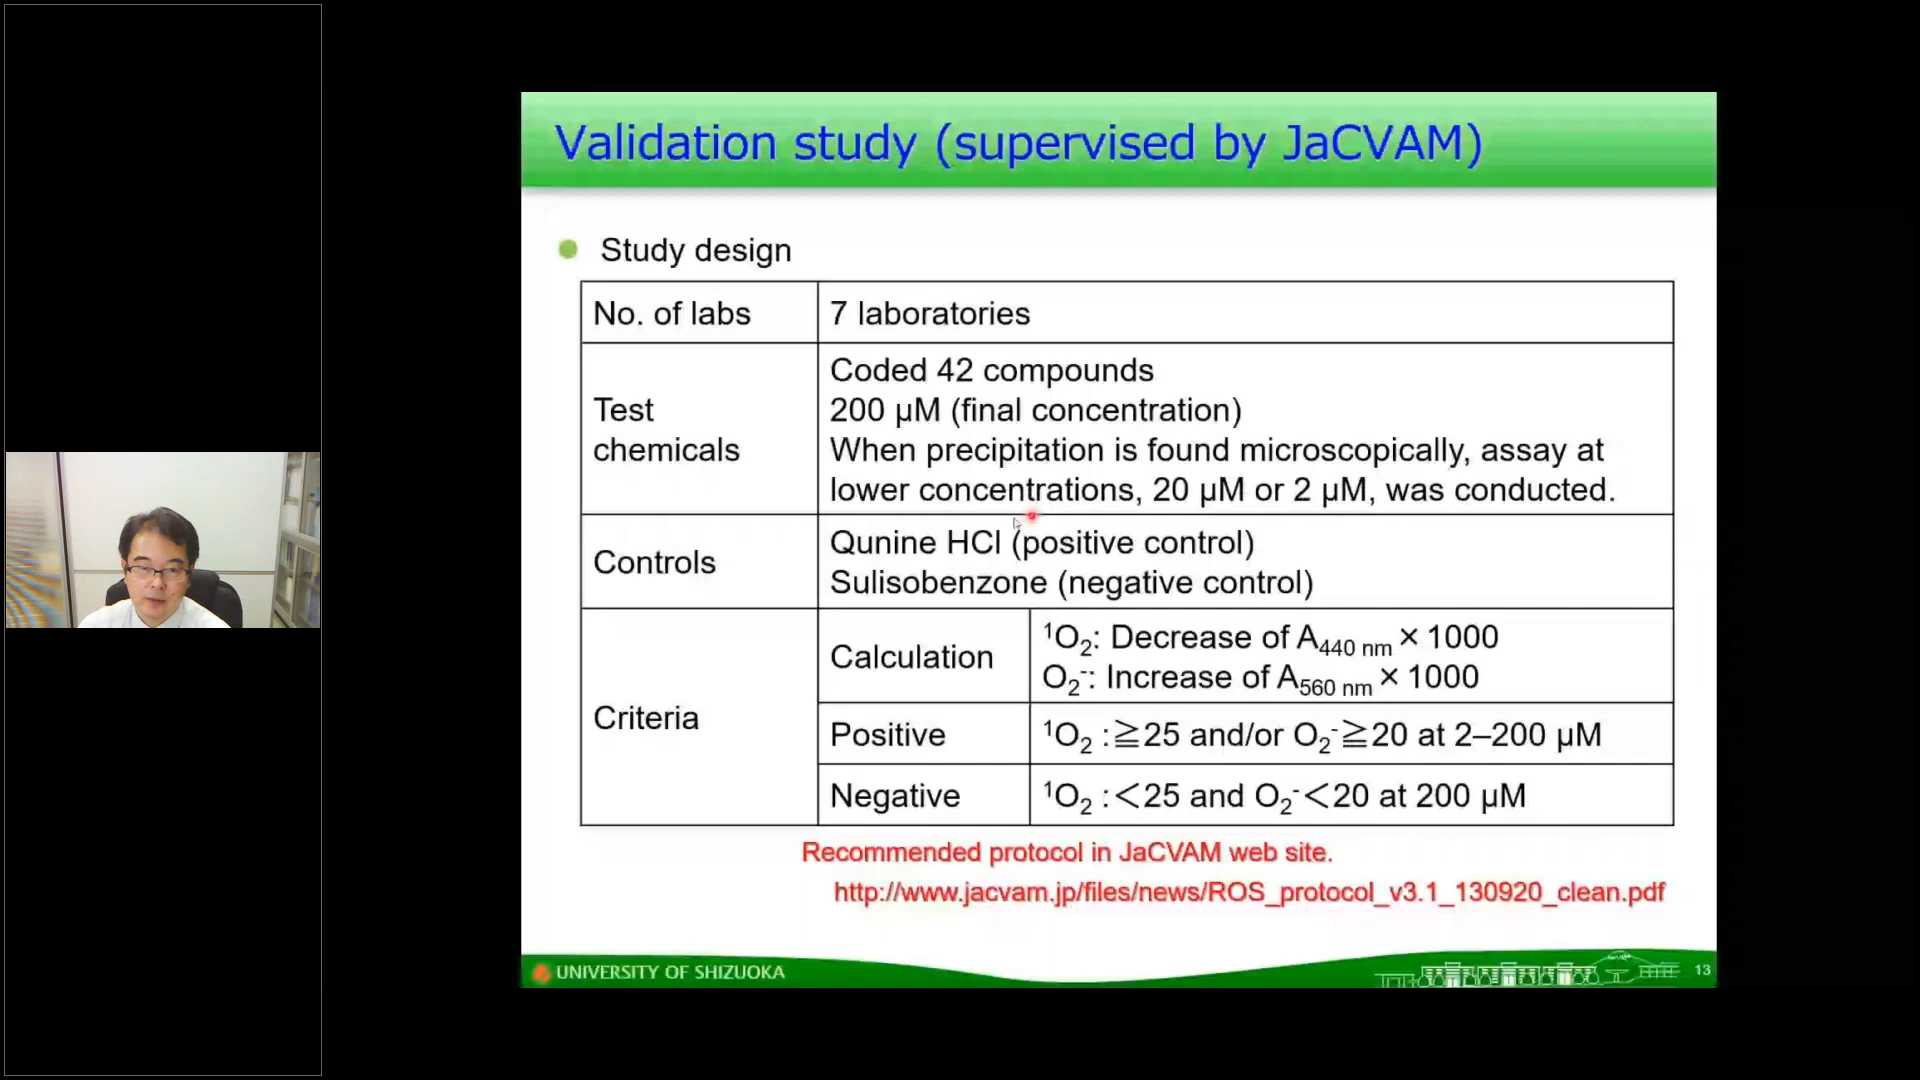 Validation study (supervised by JaCVAM)
Study design
No. of labs
7 laboratories
Test
chemicals
Coded 42 compounds
200 µM (final concentration)
When precipitation is found microscopically, assay at
lower concentrations, 20 µM or 2 µM, was conducted.
Controls
Qunine HCl (positive control)
Sulisobenzone (negative control)
Criteria
Calculation
¹O₂: Decrease of A₄₄₀ ₙₘ × 1000
O₂⁻: Increase of A₅₆₀ ₙₘ × 1000
Positive
¹O₂ :≧25 and/or O₂⁻≧20 at 2–200 µM
Negative
¹O₂ :＜25 and O₂⁻＜20 at 200 µM
Recommended protocol in JaCVAM web site.
http://www.jacvam.jp/files/news/ROS_protocol_v3.1_130920_clean.pdf
UNIVERSITY OF SHIZUOKA
13